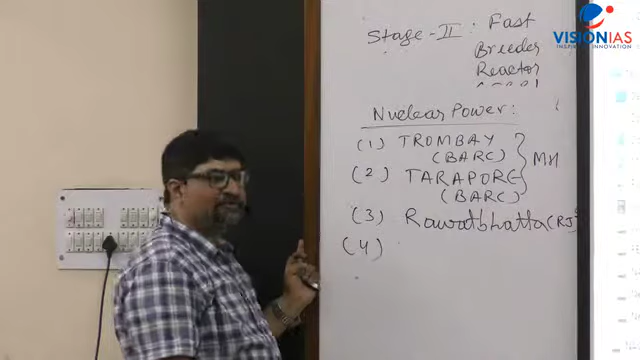 VISIONIAS
INSPIRING INNOVATION
Stage-II : Fast
Breeder
Reactor
Nuclear Power :
(1) TROMBAY
(BARC)
(2) TARAPORE
(BARC)
MH
(3) Rawatbhatta (RJ)
(4)